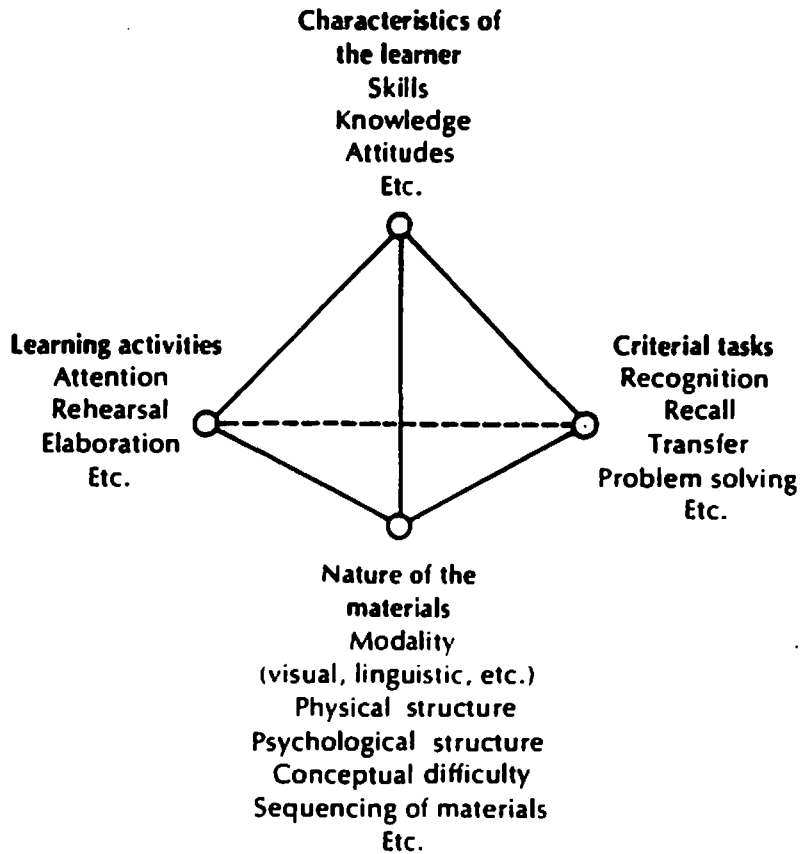 Characteristics of
the learner
Skills
Knowledge
Attitudes
Etc.
Learning activities
Attention
Rehearsal
Elaboration
Etc.
Criterial tasks
Recognition
Recall
Transfer
Problem solving
Etc.
Nature of the
materials
Modality
(visual, linguistic, etc.)
Physical structure
Psychological structure
Conceptual difficulty
Sequencing of materials
Etc.